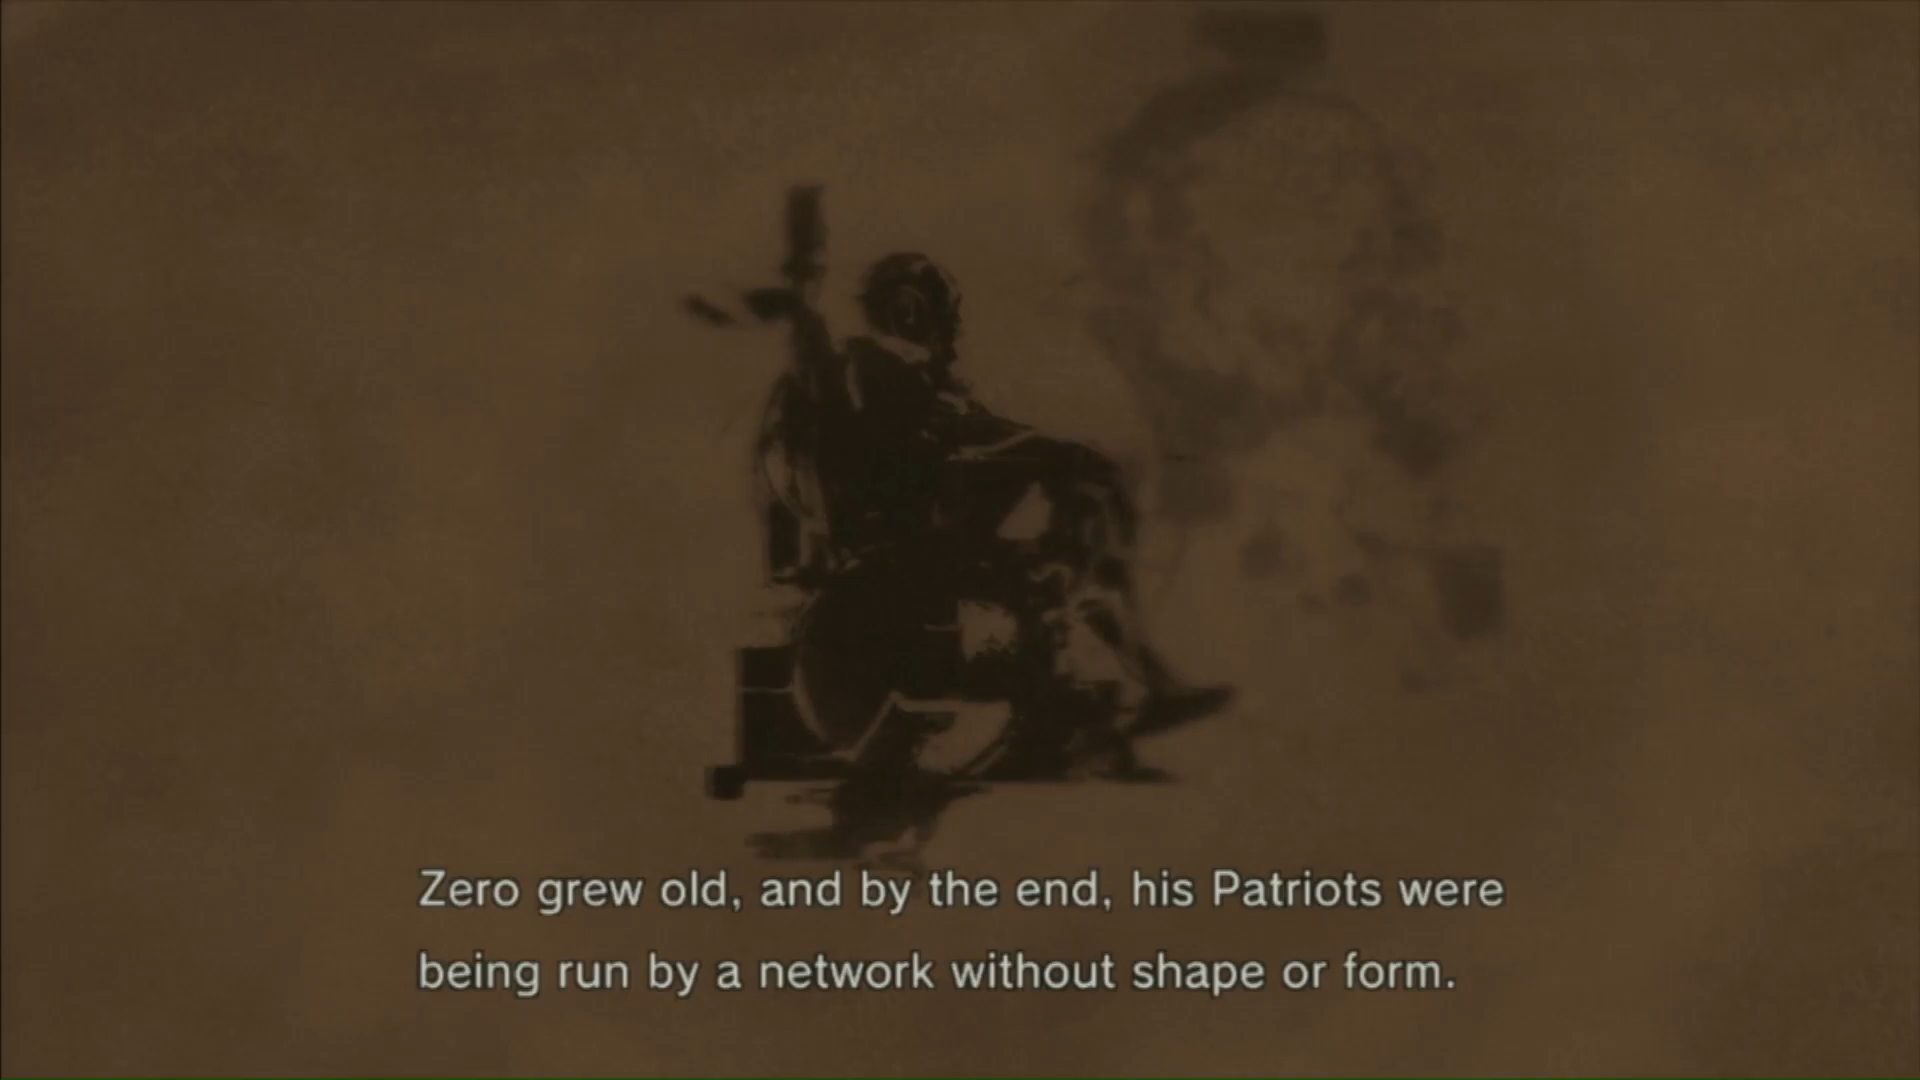 Zero grew old, and by the end, his Patriots were
being run by a network without shape or form.